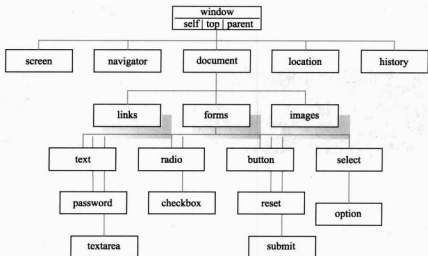 window
self | top | parent
screen navigator document location history
links forms images
text radio button select
password checkbox reset
option
textarea submit